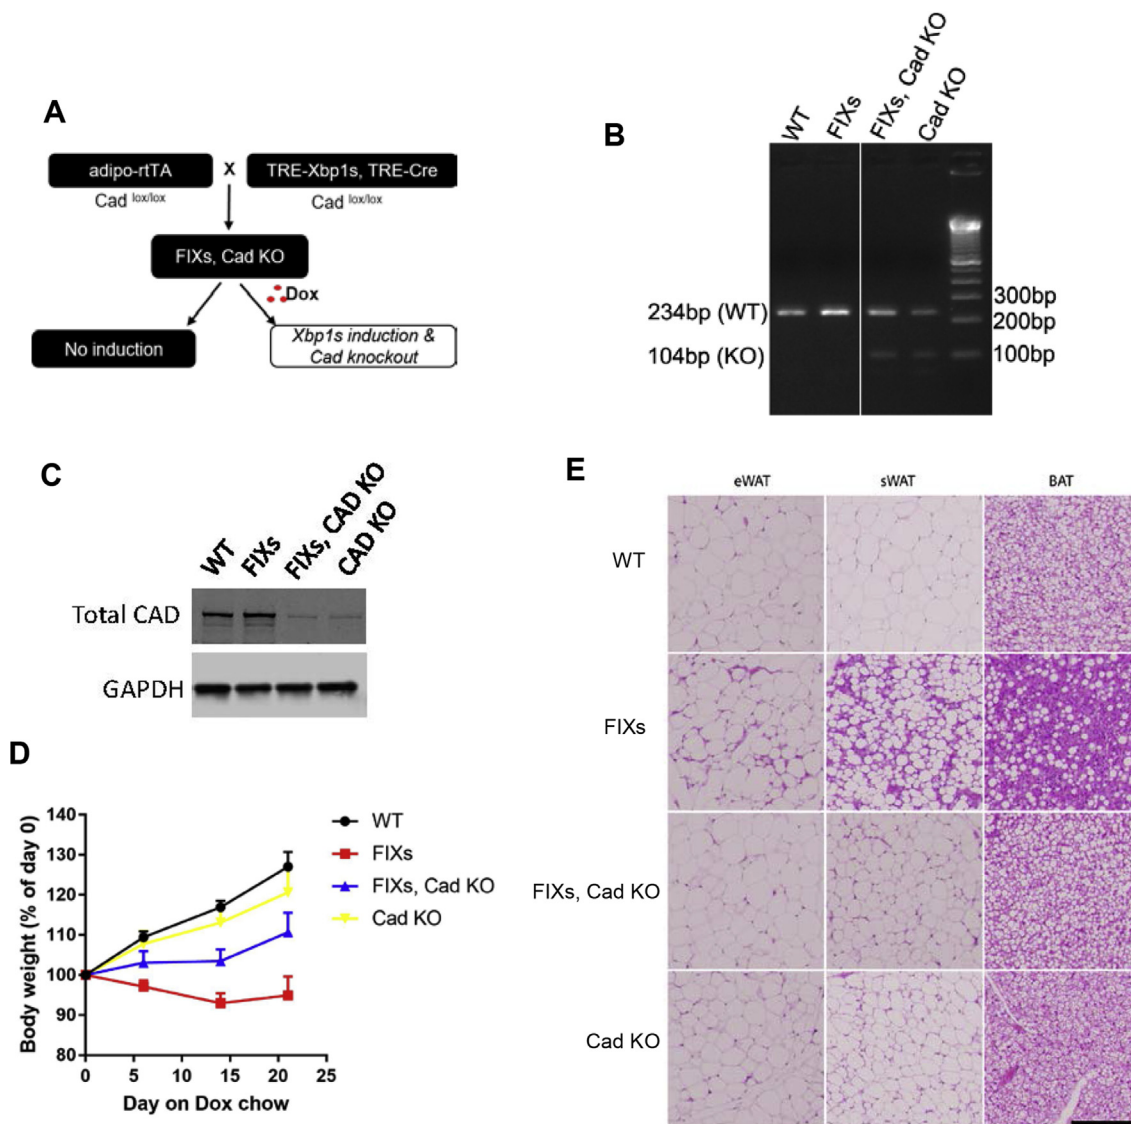 A
adipo-rtTA X TRE-Xbp1s, TRE-Cre
Cad lox/lox Cad lox/lox
FIXs, Cad KO
Dox
No induction
Xbp1s induction &
Cad knockout
B
WT FIXs FIXs, Cad KO Cad KO
234bp (WT)
104bp (KO)
300bp
200bp
100bp
C
WT FIXs FIXs, CAD KO CAD KO
Total CAD
GAPDH
D
Body weight (% of day 0)
140
130
120
110
100
90
80
0 5 10 15 20 25
Day on Dox chow
WT
FIXs
FIXs, Cad KO
Cad KO
E
eWAT sWAT BAT
WT
FIXs
FIXs, Cad KO
Cad KO